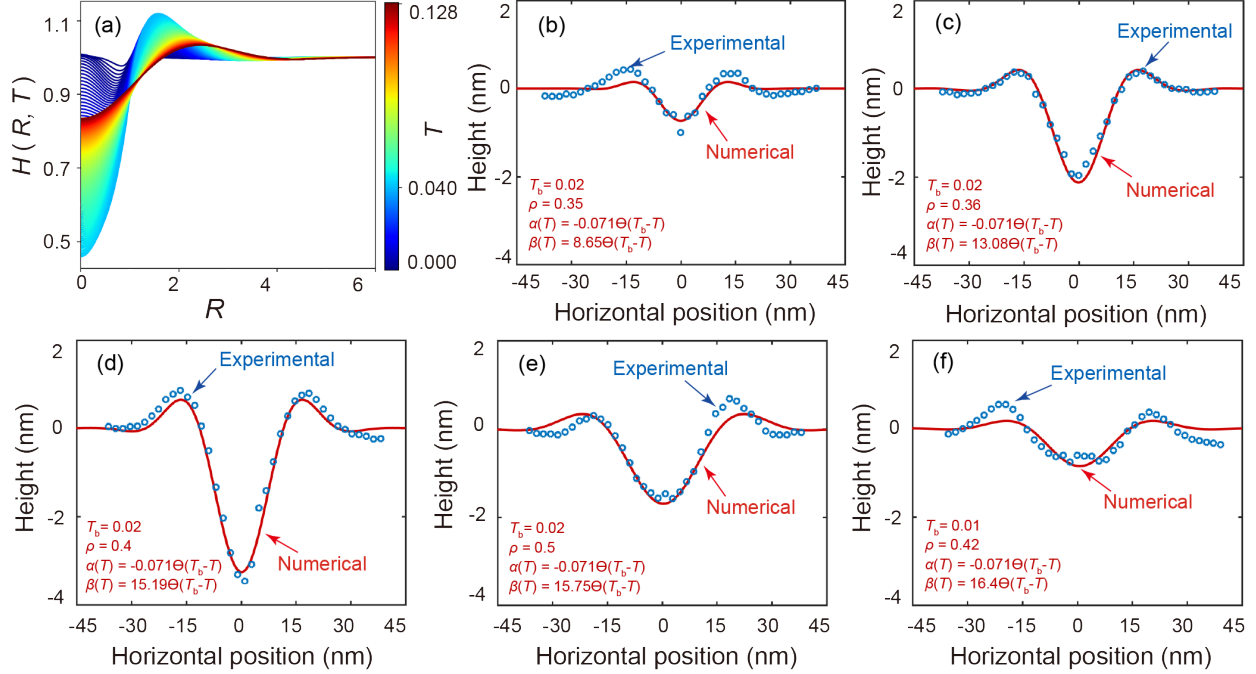 (a)
1.1
0.9
0.7
0.5
H (R, T)
0
2
4
6
R
0.128
0.040
0.000
T
(b)
Experimental
Numerical
2
0
-2
-4
Height (nm)
T_b= 0.02
ρ = 0.35
α(T) = -0.071Θ(T_b-T)
β(T) = 8.65Θ(T_b-T)
-45 -30 -15 0 15 30 45
Horizontal position (nm)
(c)
Experimental
Numerical
2
0
-2
-4
Height (nm)
T_b= 0.02
ρ = 0.36
α(T) = -0.071Θ(T_b-T)
β(T) = 13.08Θ(T_b-T)
-45 -30 -15 0 15 30 45
Horizontal position (nm)
(d)
Experimental
Numerical
2
0
-2
-4
Height (nm)
T_b= 0.02
ρ = 0.4
α(T) = -0.071Θ(T_b-T)
β(T) = 15.19Θ(T_b-T)
-45 -30 -15 0 15 30 45
Horizontal position (nm)
(e)
Experimental
Numerical
2
0
-2
-4
Height (nm)
T_b= 0.02
ρ = 0.5
α(T) = -0.071Θ(T_b-T)
β(T) = 15.75Θ(T_b-T)
-45 -30 -15 0 15 30 45
Horizontal position (nm)
(f)
Experimental
Numerical
2
0
-2
-4
Height (nm)
T_b= 0.01
ρ = 0.42
α(T) = -0.071Θ(T_b-T)
β(T) = 16.4Θ(T_b-T)
-45 -30 -15 0 15 30 45
Horizontal position (nm)